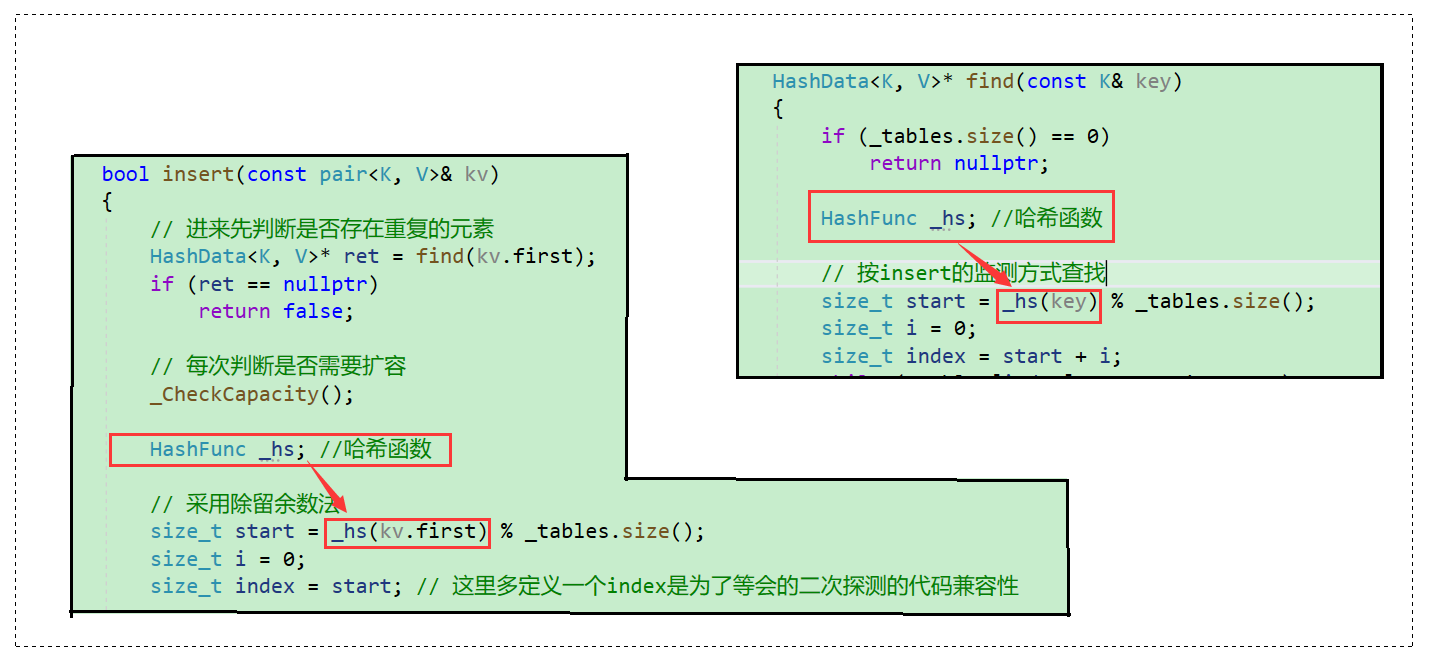 bool insert(const pair<K, V>& kv)
{
// 进来先判断是否存在重复的元素
HashData<K, V>* ret = find(kv.first);
if (ret == nullptr)
return false;
// 每次判断是否需要扩容
_CheckCapacity();
HashFunc _hs; //哈希函数
// 采用除留余数法
size_t start = _hs(kv.first) % _tables.size();
size_t i = 0;
size_t index = start; // 这里多定义一个index是为了等会的二次探测的代码兼容性
HashData<K, V>* find(const K& key)
{
if (_tables.size() == 0)
return nullptr;
HashFunc _hs; //哈希函数
// 按insert的监测方式查找
size_t start = _hs(key) % _tables.size();
size_t i = 0;
size_t index = start + i;